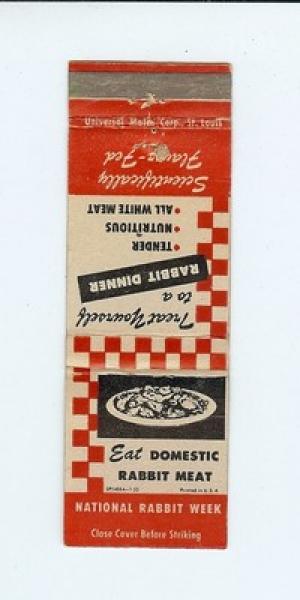 Universal Match Corp., St. Louis
Treat Yourself
to a
RABBIT DINNER
• TENDER
• NUTRITIOUS
• ALL WHITE MEAT
Scientifically
Flavor-Fed
Eat DOMESTIC
RABBIT MEAT
Printed in U.S.A.
NATIONAL RABBIT WEEK
Close Cover Before Striking